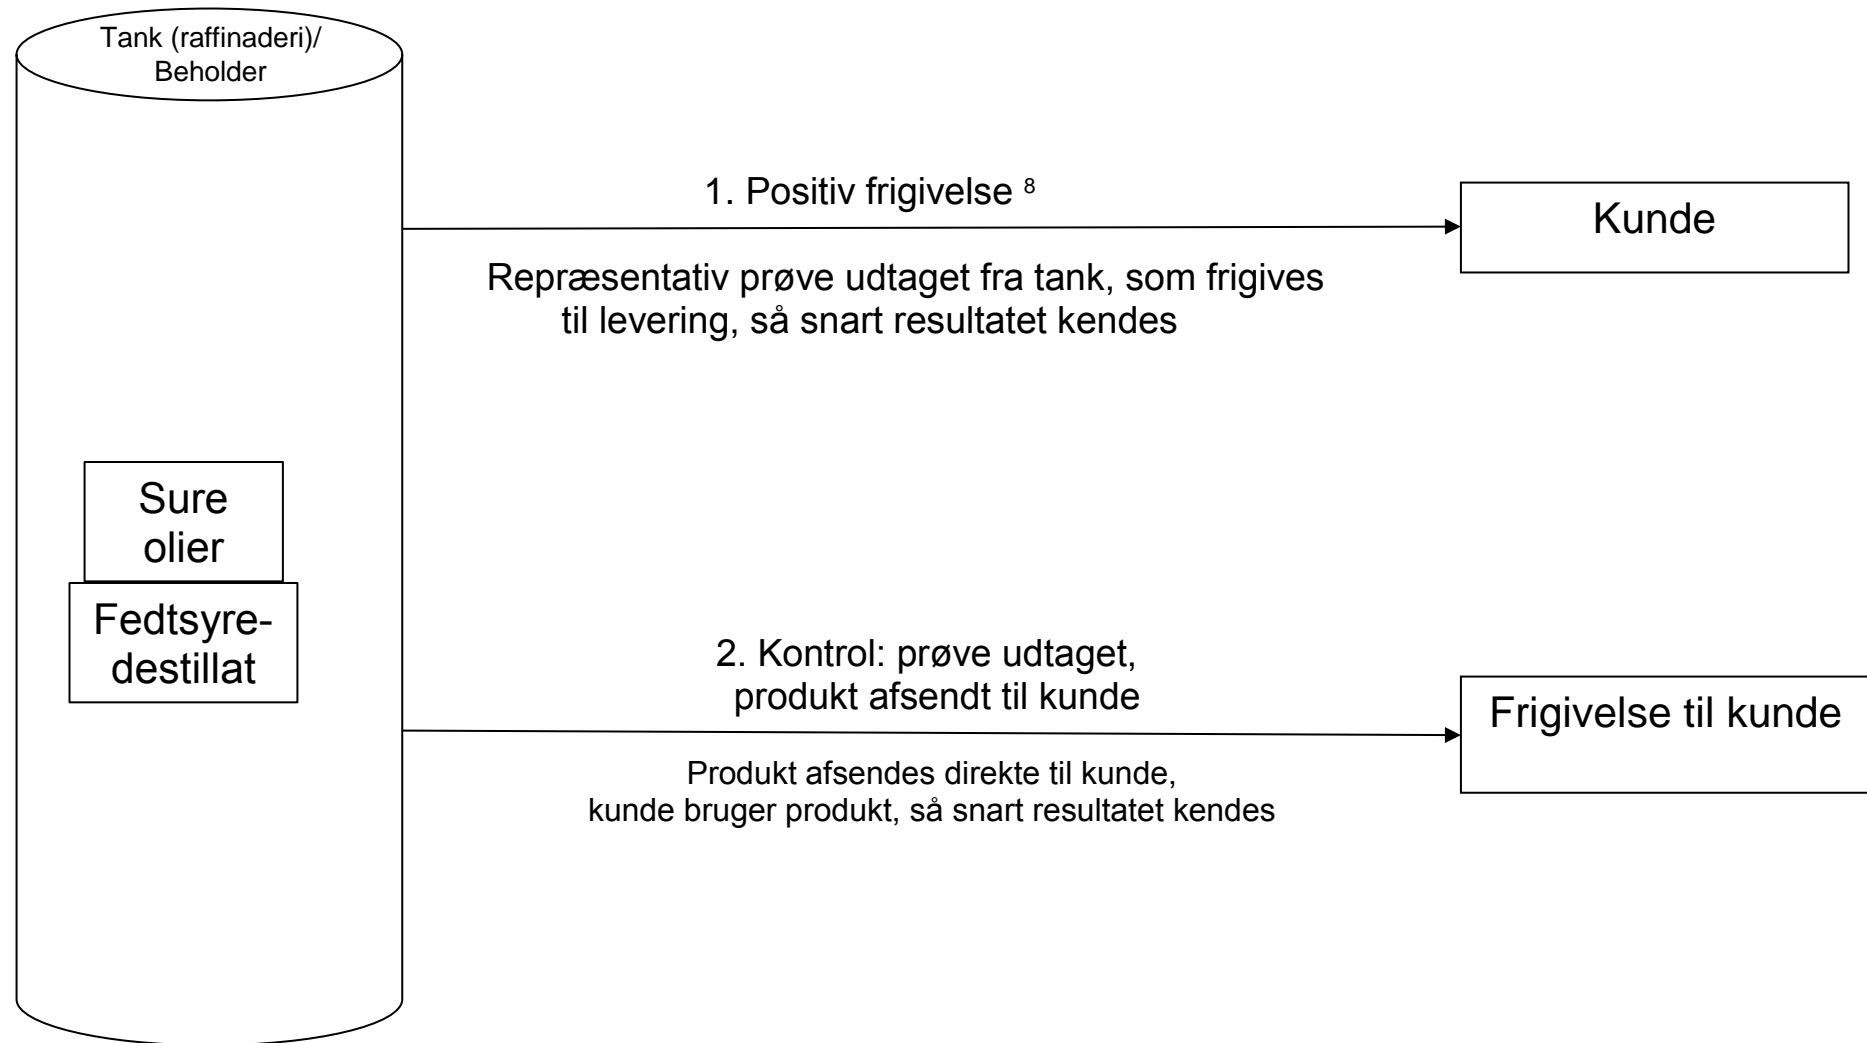 Tank (raffinaderi)/
Beholder
1. Positiv frigivelse ⁸
Kunde
Repræsentativ prøve udtaget fra tank, som frigives
til levering, så snart resultatet kendes
Sure
olier
Fedtsyre-
destillat
2. Kontrol: prøve udtaget,
produkt afsendt til kunde
Frigivelse til kunde
Produkt afsendes direkte til kunde,
kunde bruger produkt, så snart resultatet kendes